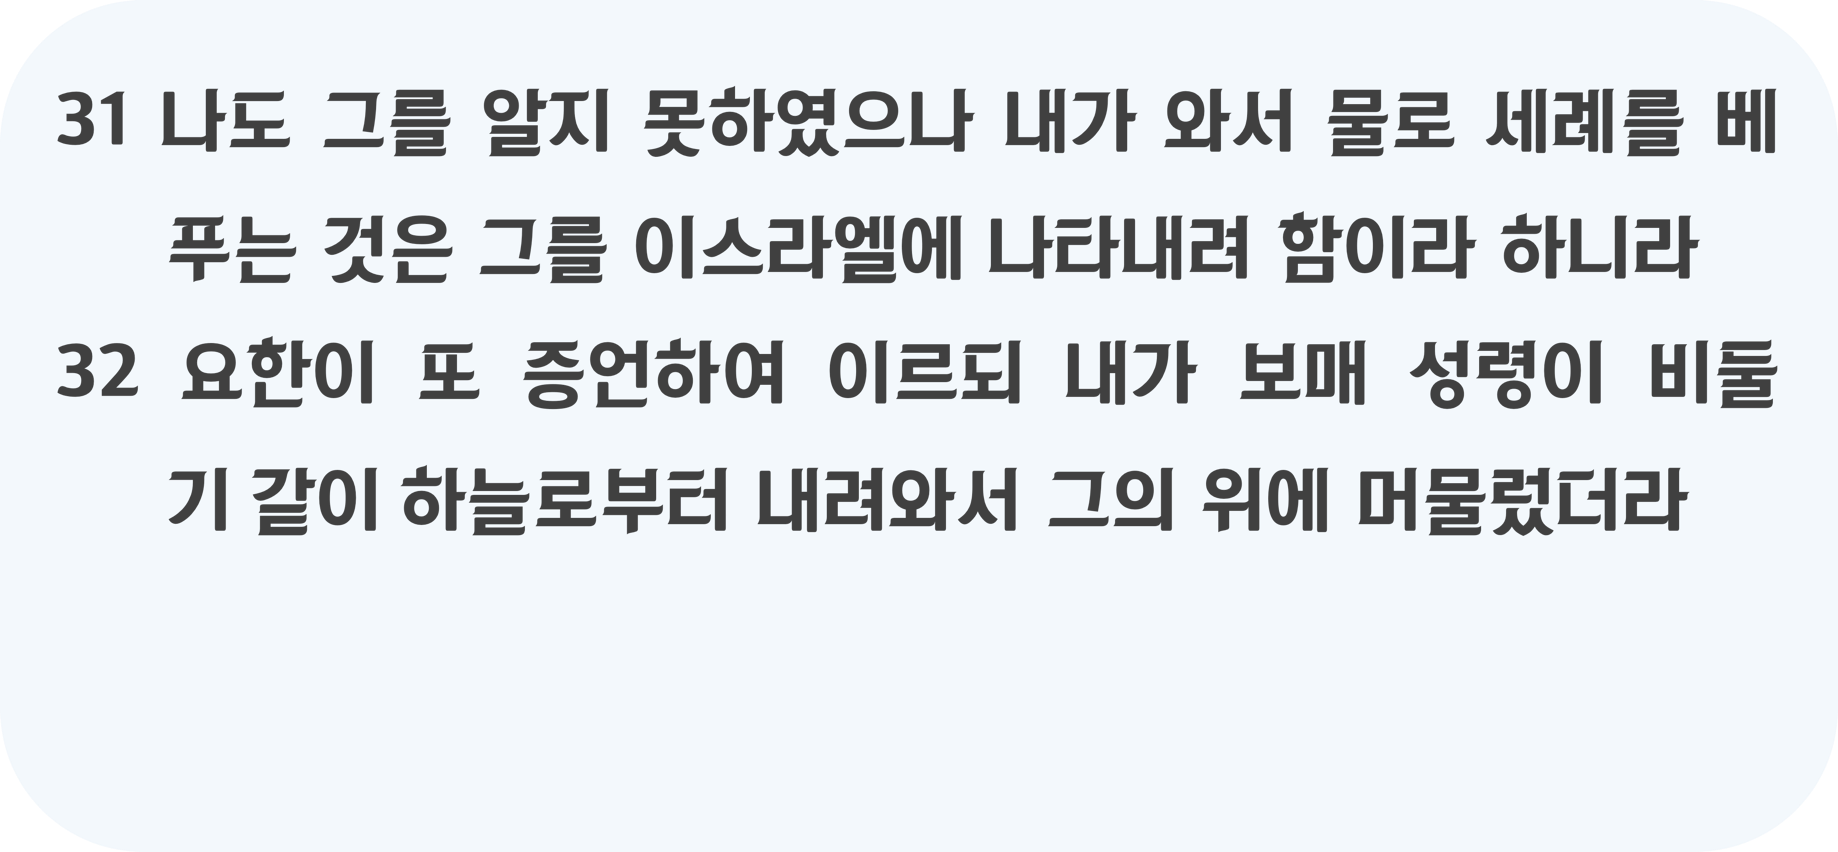 31 나도 그를 알지 못하였으나 내가 와서 물로 세례를 베
푸는 것은 그를 이스라엘에 나타내려 함이라 하니라
32 요한이 또 증언하여 이르되 내가 보매 성령이 비둘
기 같이 하늘로부터 내려와서 그의 위에 머물렀더라